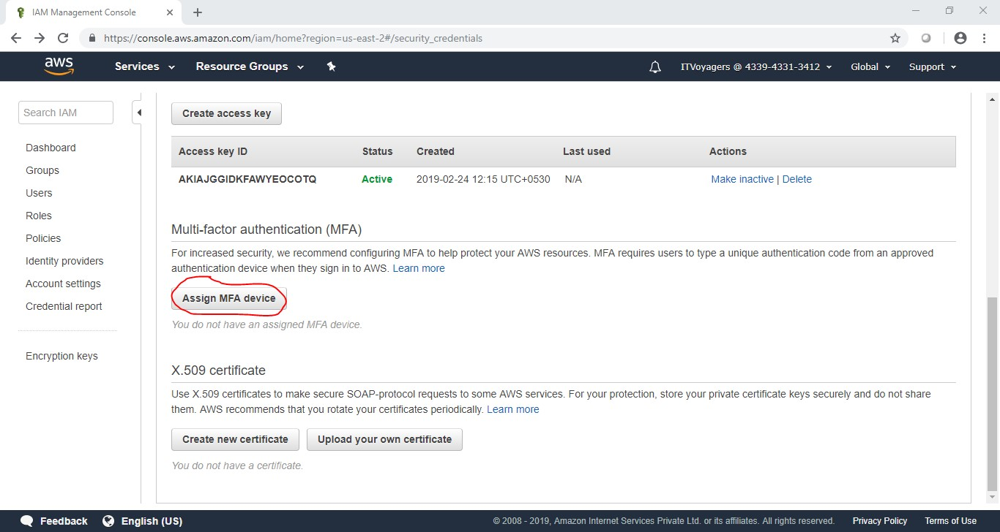 IAM Management Console
https://console.aws.amazon.com/iam/home?region=us-east-2#/security_credentials
aws
Services
Resource Groups
ITVoyagers @ 4339-4331-3412
Global
Support
Search IAM
Dashboard
Groups
Users
Roles
Policies
Identity providers
Account settings
Credential report
Encryption keys
Create access key
Access key ID Status Created Last used Actions
AKIAJGGIDKFAWYEOCOTQ Active 2019-02-24 12:15 UTC+0530 N/A Make inactive | Delete
Multi-factor authentication (MFA)
For increased security, we recommend configuring MFA to help protect your AWS resources. MFA requires users to type a unique authentication code from an approved
authentication device when they sign in to AWS. Learn more
Assign MFA device
You do not have an assigned MFA device.
X.509 certificate
Use X.509 certificates to make secure SOAP-protocol requests to some AWS services. For your protection, store your private certificate keys securely and do not share
them. AWS recommends that you rotate your certificates periodically. Learn more
Create new certificate Upload your own certificate
You do not have a certificate.
Feedback
English (US)
© 2008 - 2019, Amazon Internet Services Private Ltd. or its affiliates. All rights reserved.
Privacy Policy
Terms of Use